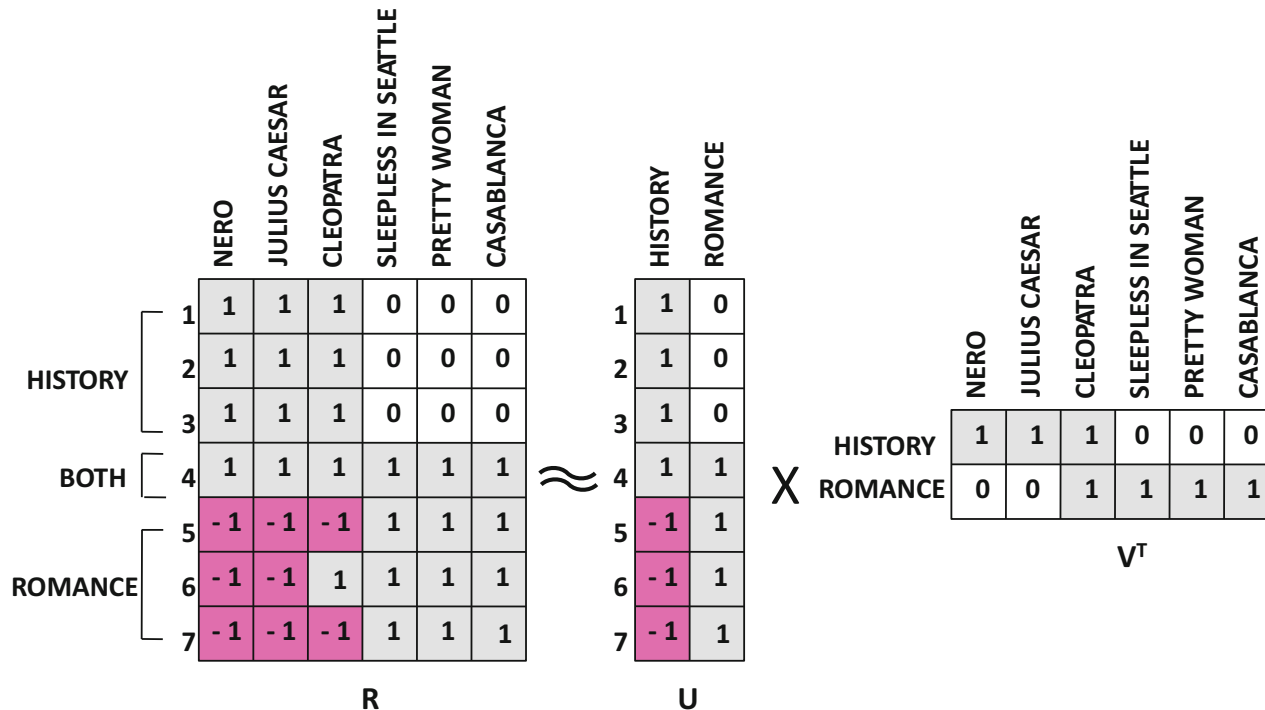 NERO JULIUS CAESAR CLEOPATRA SLEEPLESS IN SEATTLE PRETTY WOMAN CASABLANCA
HISTORY ROMANCE
NERO JULIUS CAESAR CLEOPATRA SLEEPLESS IN SEATTLE PRETTY WOMAN CASABLANCA
1 1 1 1 0 0 0
2 1 1 1 0 0 0
3 1 1 1 0 0 0
4 1 1 1 1 1 1
5 - 1 - 1 - 1 1 1 1
6 - 1 - 1 1 1 1 1
7 - 1 - 1 - 1 1 1 1
HISTORY
BOTH
ROMANCE
R
≈
1 1 0
2 1 0
3 1 0
4 1 1
5 - 1 1
6 - 1 1
7 - 1 1
U
X
HISTORY 1 1 1 0 0 0
ROMANCE 0 0 1 1 1 1
Vᵀ